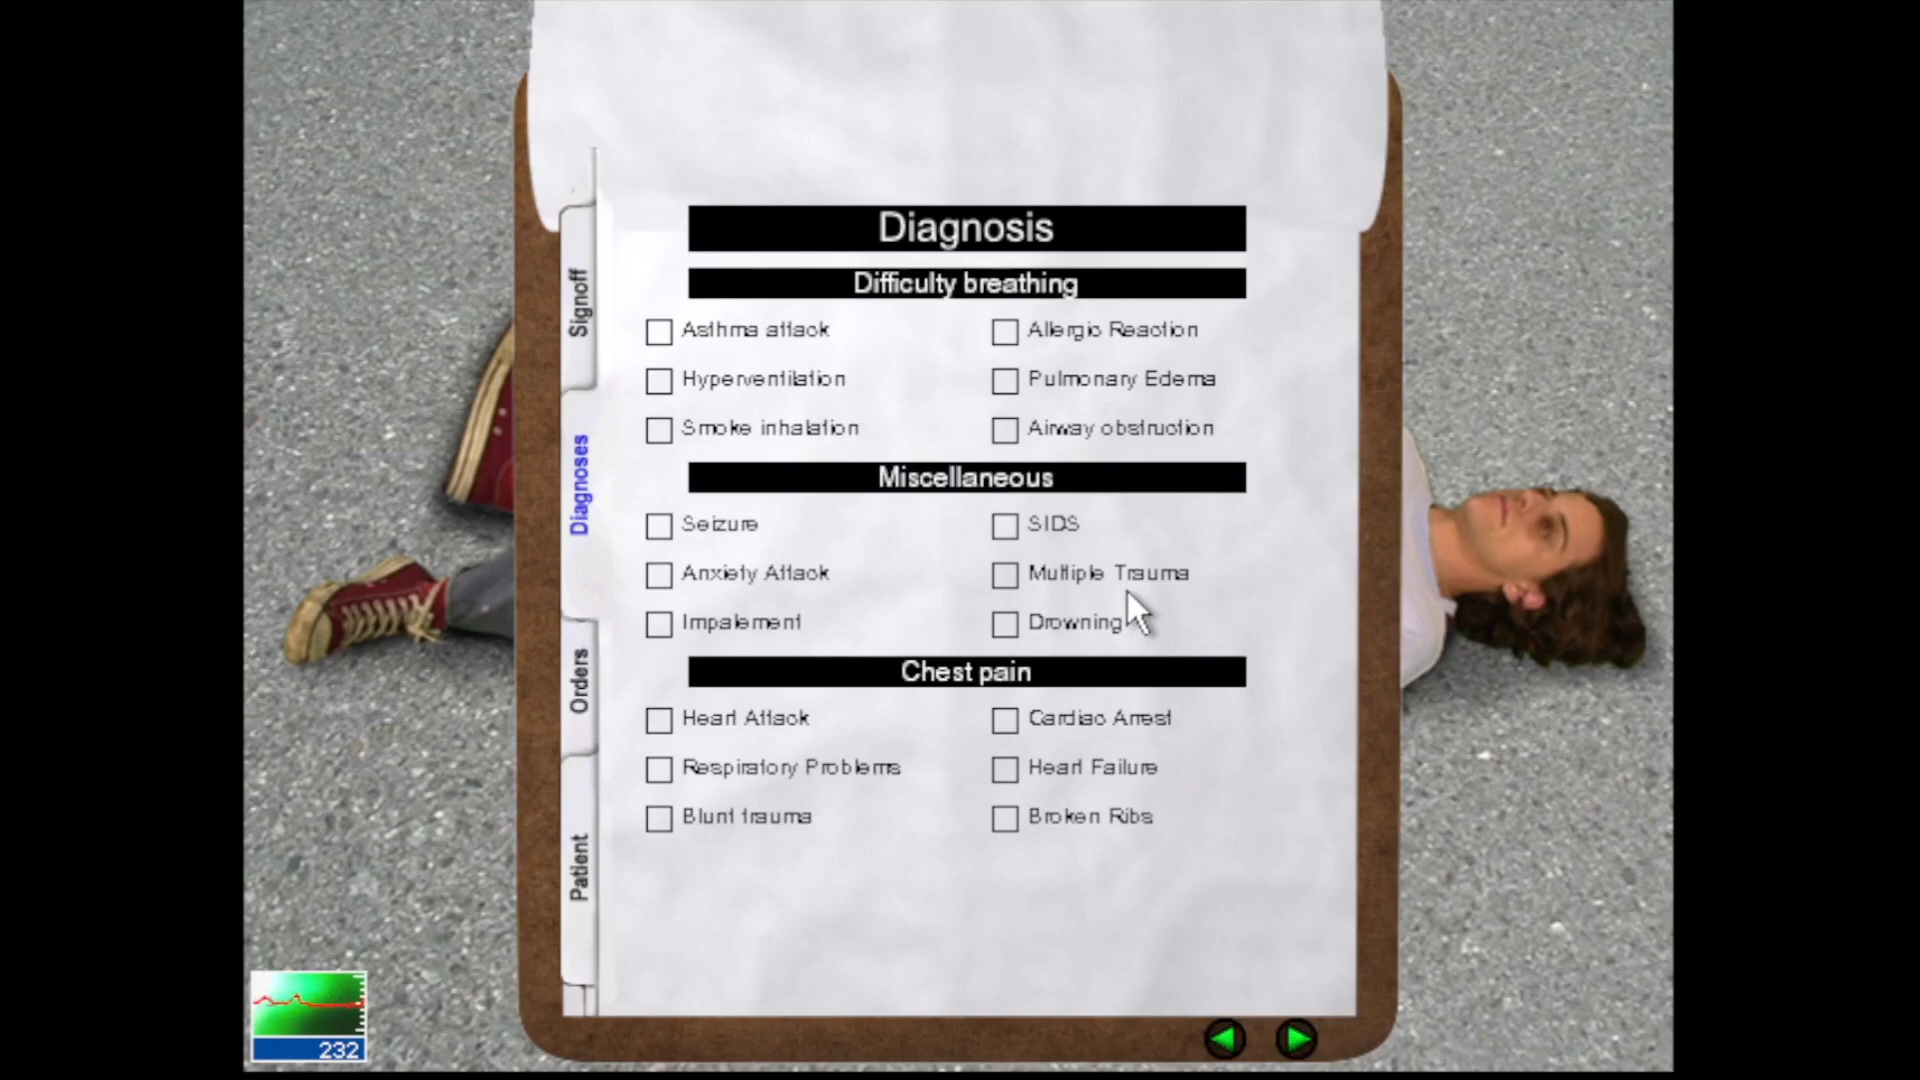 Diagnosis
Difficulty breathing
Asthma attack
Allergic Reaction
Hyperventilation
Pulmonary Edema
Smoke inhalation
Airway obstruction
Miscellaneous
Seizure
SIDS
Anxiety Attack
Multiple Trauma
Impalement
Drowning
Chest pain
Heart Attack
Cardiac Arrest
Respiratory Problems
Heart Failure
Blunt trauma
Broken Ribs
Signoff
Diagnoses
Orders
Patient
232